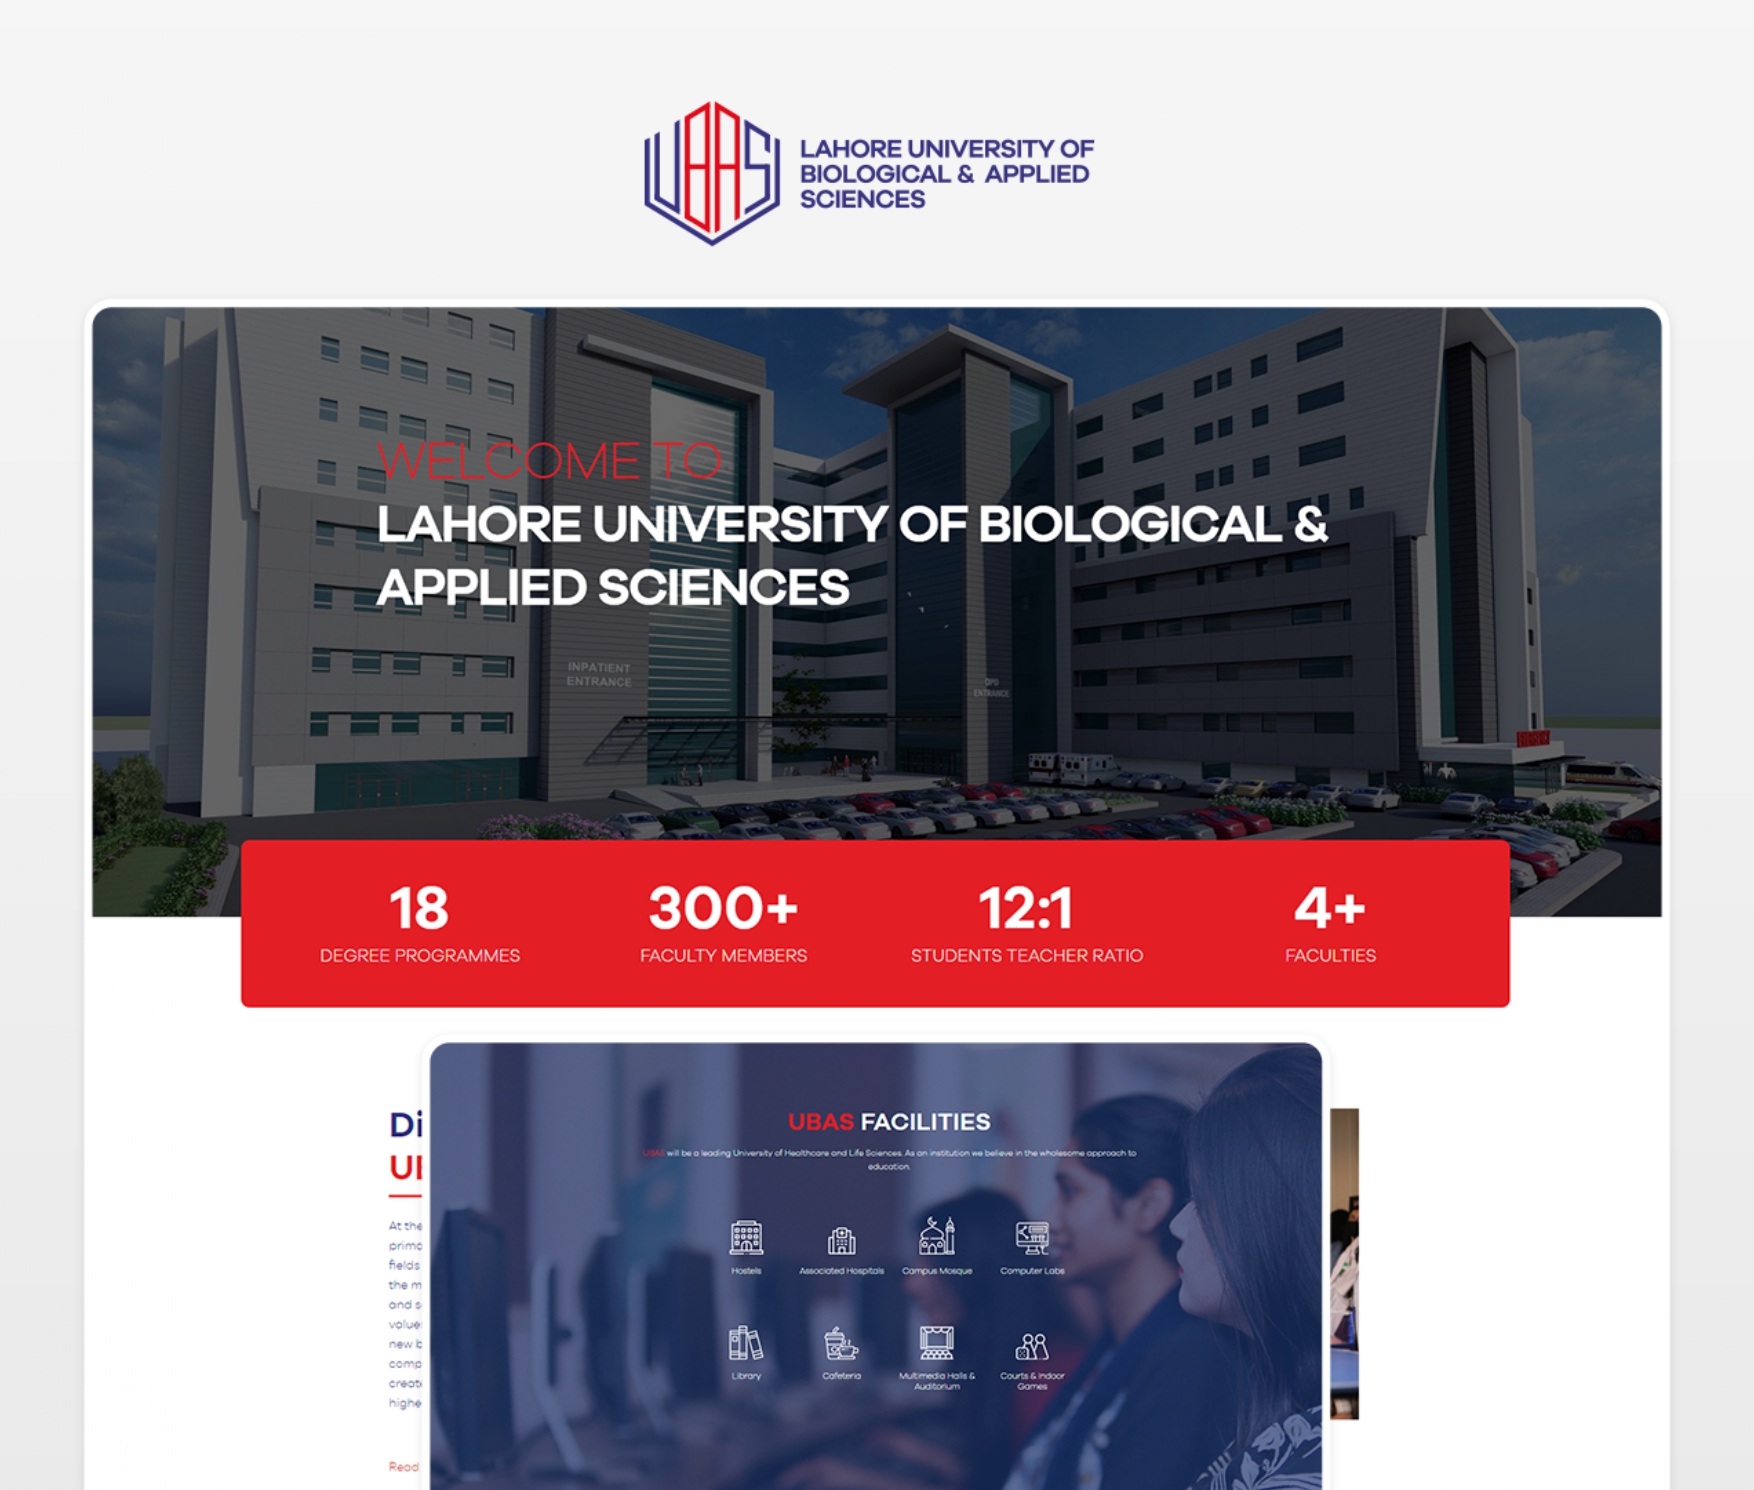 UBAS
LAHORE UNIVERSITY OF
BIOLOGICAL & APPLIED
SCIENCES
WELCOME TO
LAHORE UNIVERSITY OF BIOLOGICAL &
APPLIED SCIENCES
INPATIENT
ENTRANCE
OPD
ENTRANCE
EMERGENCY
18
DEGREE PROGRAMMES
300+
FACULTY MEMBERS
12:1
STUDENTS TEACHER RATIO
4+
FACULTIES
UBAS FACILITIES
UBAS will be a leading University of Healthcare and Life Sciences. As an institution we believe in the wholesome approach to
education.
Hostels
Associated Hospitals
Campus Mosque
Computer Labs
Library
Cafeteria
Multimedia Halls &
Auditorium
Courts & Indoor
Games
Di
UB
At the
prima
fields
the m
and s
value
new b
comp
creat
highe
Read